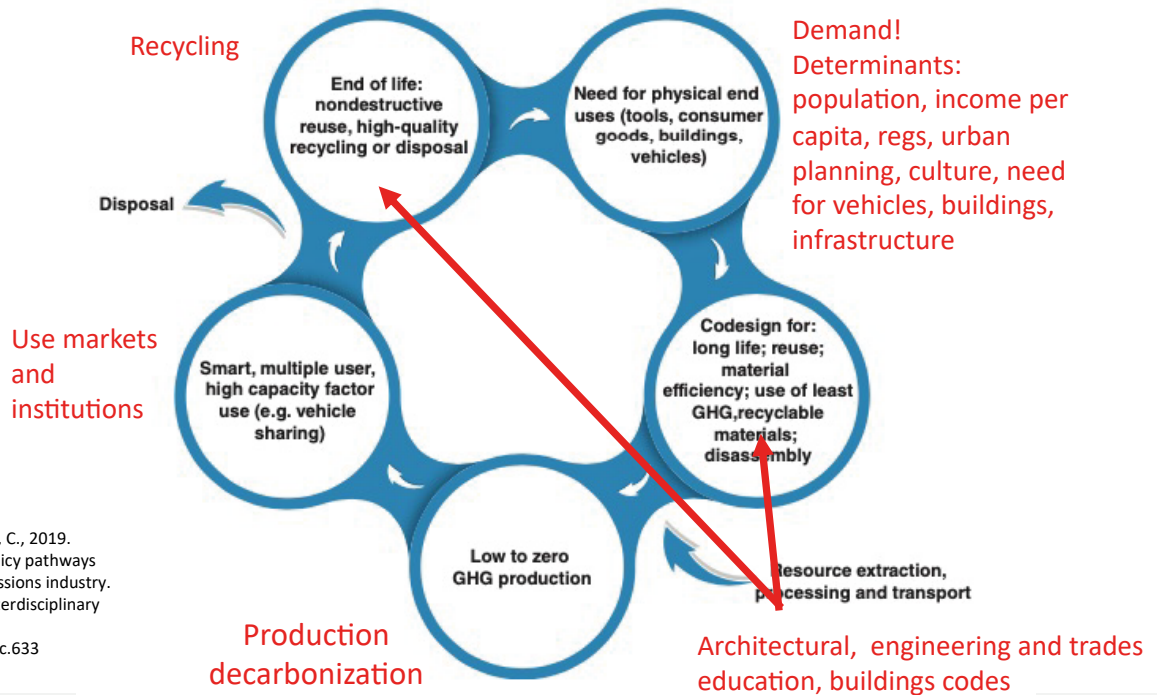 Recycling
End of life:
nondestructive
reuse, high-quality
recycling or disposal
Need for physical end
uses (tools, consumer
goods, buildings,
vehicles)
Demand!
Determinants:
population, income per
capita, regs, urban
planning, culture, need
for vehicles, buildings,
infrastructure
Disposal
Use markets
and
institutions
Smart, multiple user,
high capacity factor
use (e.g. vehicle
sharing)
Codesign for:
long life; reuse;
material
efficiency; use of least
GHG,recyclable
materials;
disassembly
, C., 2019.
icy pathways
ssions industry.
erdisciplinary
c.633
Low to zero
GHG production
Resource extraction,
processing and transport
Production
decarbonization
Architectural, engineering and trades
education, buildings codes